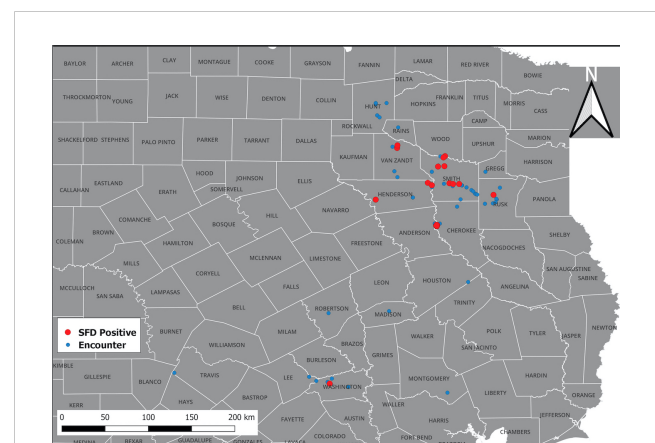 BAYLOR ARCHER CLAY MONTAGUE COOKE GRAYSON FANNIN LAMAR RED RIVER
DELTA BOWIE
N
THROCKMORTON YOUNG JACK WISE DENTON COLLIN HUNT HOPKINS FRANKLIN TITUS MORRIS CASS
CAMP
ROCKWALL RAINS
SHACKELFORD STEPHENS PALO PINTO PARKER TARRANT DALLAS WOOD UPSHUR MARION
KAUFMAN VAN ZANDT HARRISON
GREGG
HOOD JOHNSON ELLIS SMITH
CALLAHAN EASTLAND ERATH SOMERVELL HENDERSON RUSK PANOLA
COMANCHE HILL NAVARRO
BROWN BOSQUE ANDERSON CHEROKEE SHELBY
COLEMAN HAMILTON FREESTONE NACOGDOCHES
MILLS MCLENNAN LIMESTONE
CORYELL SAN AUGUSTINE
SABINE
MCCULLOCH SAN SABA LAMPASAS FALLS LEON HOUSTON ANGELINA
BELL TRINITY
ROBERTSON MADISON
SFD Positive
Encounter
BURNET MILAM WALKER POLK TYLER JASPER NEWTON
WILLIAMSON BRAZOS SAN JACINTO
BURLESON GRIMES
KIMBLE
GILLESPIE BLANCO TRAVIS LEE WASHINGTON MONTGOMERY LIBERTY HARDIN
KERR HAYS BASTROP WALLER ORANGE
0 50 100 150 200 km
FAYETTE AUSTIN HARRIS JEFFERSON
CHAMBERS
MEDINA BEXAR GUADALUPE GONZALES LAVACA COLORADO FORT BEND